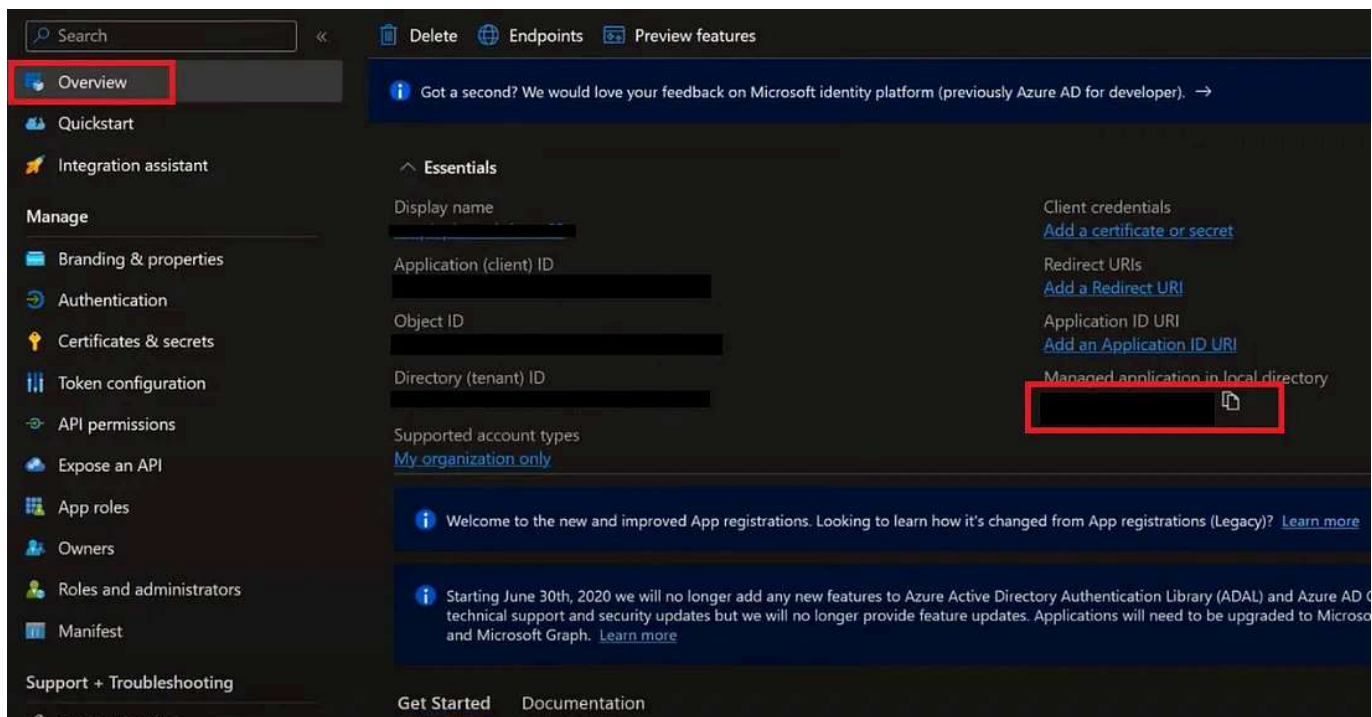 Search
Overview
Quickstart
Integration assistant
Manage
Branding & properties
Authentication
Certificates & secrets
Token configuration
API permissions
Expose an API
App roles
Owners
Roles and administrators
Manifest
Support + Troubleshooting
Delete Endpoints Preview features
Got a second? We would love your feedback on Microsoft identity platform (previously Azure AD for developer). →
Essentials
Display name
Application (client) ID
Object ID
Directory (tenant) ID
Supported account types
My organization only
Client credentials
Add a certificate or secret
Redirect URIs
Add a Redirect URI
Application ID URI
Add an Application ID URI
Managed application in local directory
Welcome to the new and improved App registrations. Looking to learn how it's changed from App registrations (Legacy)? Learn more
Starting June 30th, 2020 we will no longer add any new features to Azure Active Directory Authentication Library (ADAL) and Azure AD
technical support and security updates but we will no longer provide feature updates. Applications will need to be upgraded to
and Microsoft Graph. Learn more
Get Started Documentation